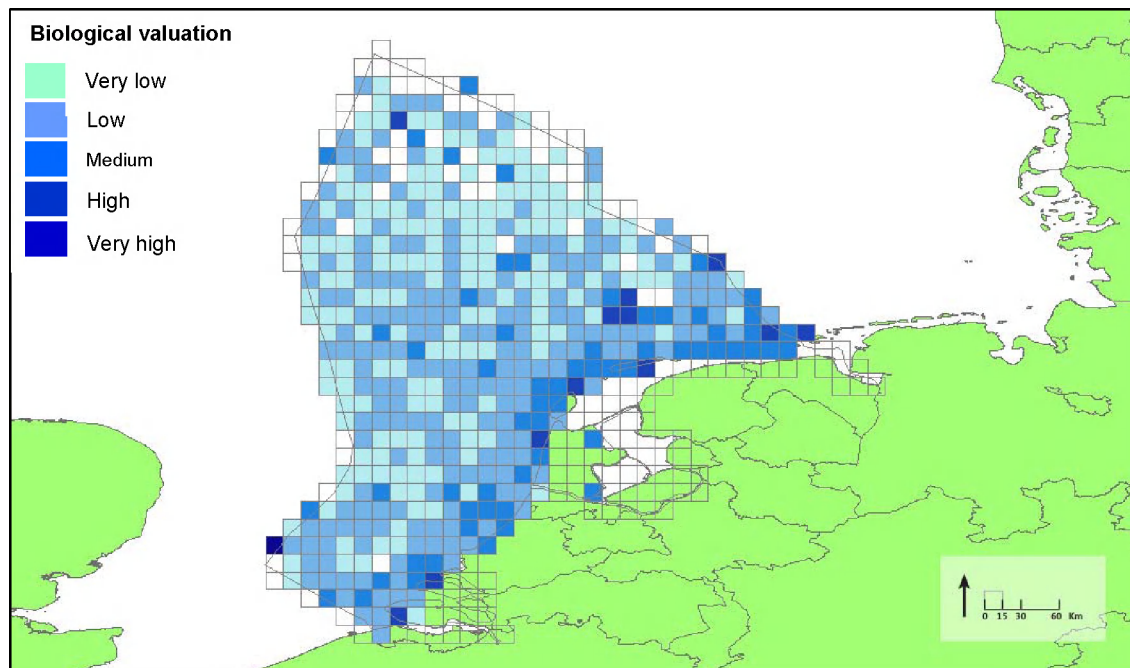 Biological valuation
Very low
Low
Medium
High
Very high
0 15 30 60 Km